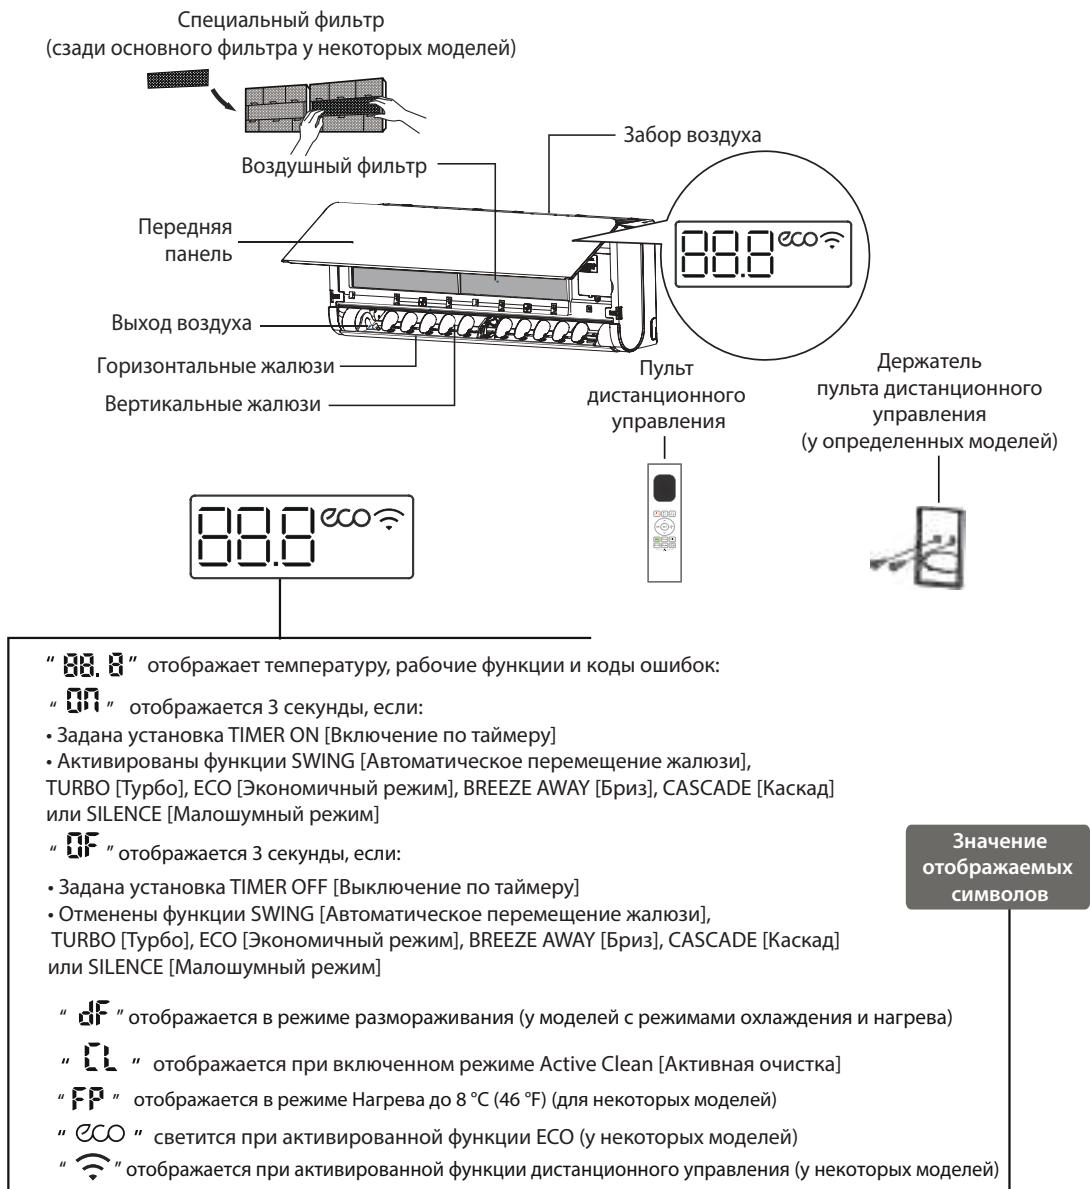 Специальный фильтр
(сзади основного фильтра у некоторых моделей)
Забор воздуха
Воздушный фильтр
Передняя
панель
88.8 eco
Выход воздуха
Горизонтальные жалюзи
Вертикальные жалюзи
Пульт
дистанционного
управления
Держатель
пульта дистанционного
управления
(у определенных моделей)
88.8 eco
“ 88.8 ” отображает температуру, рабочие функции и коды ошибок:
“ ON ” отображается 3 секунды, если:
• Задана установка TIMER ON [Включение по таймеру]
• Активированы функции SWING [Автоматическое перемещение жалюзи],
TURBO [Турбо], ECO [Экономичный режим], BREEZE AWAY [Бриз], CASCADE [Каскад]
или SILENCE [Малошумный режим]
“ OF ” отображается 3 секунды, если:
• Задана установка TIMER OFF [Выключение по таймеру]
• Отменены функции SWING [Автоматическое перемещение жалюзи],
TURBO [Турбо], ECO [Экономичный режим], BREEZE AWAY [Бриз], CASCADE [Каскад]
или SILENCE [Малошумный режим]
Значение
отображаемых
символов
“ dF ” отображается в режиме размораживания (у моделей с режимами охлаждения и нагрева)
“ CL ” отображается при включенном режиме Active Clean [Активная очистка]
“ FP ” отображается в режиме Нагрева до 8 °C (46 °F) (для некоторых моделей)
“ eco ” светится при активированной функции ECO (у некоторых моделей)
“ ” отображается при активированной функции дистанционного управления (у некоторых моделей)